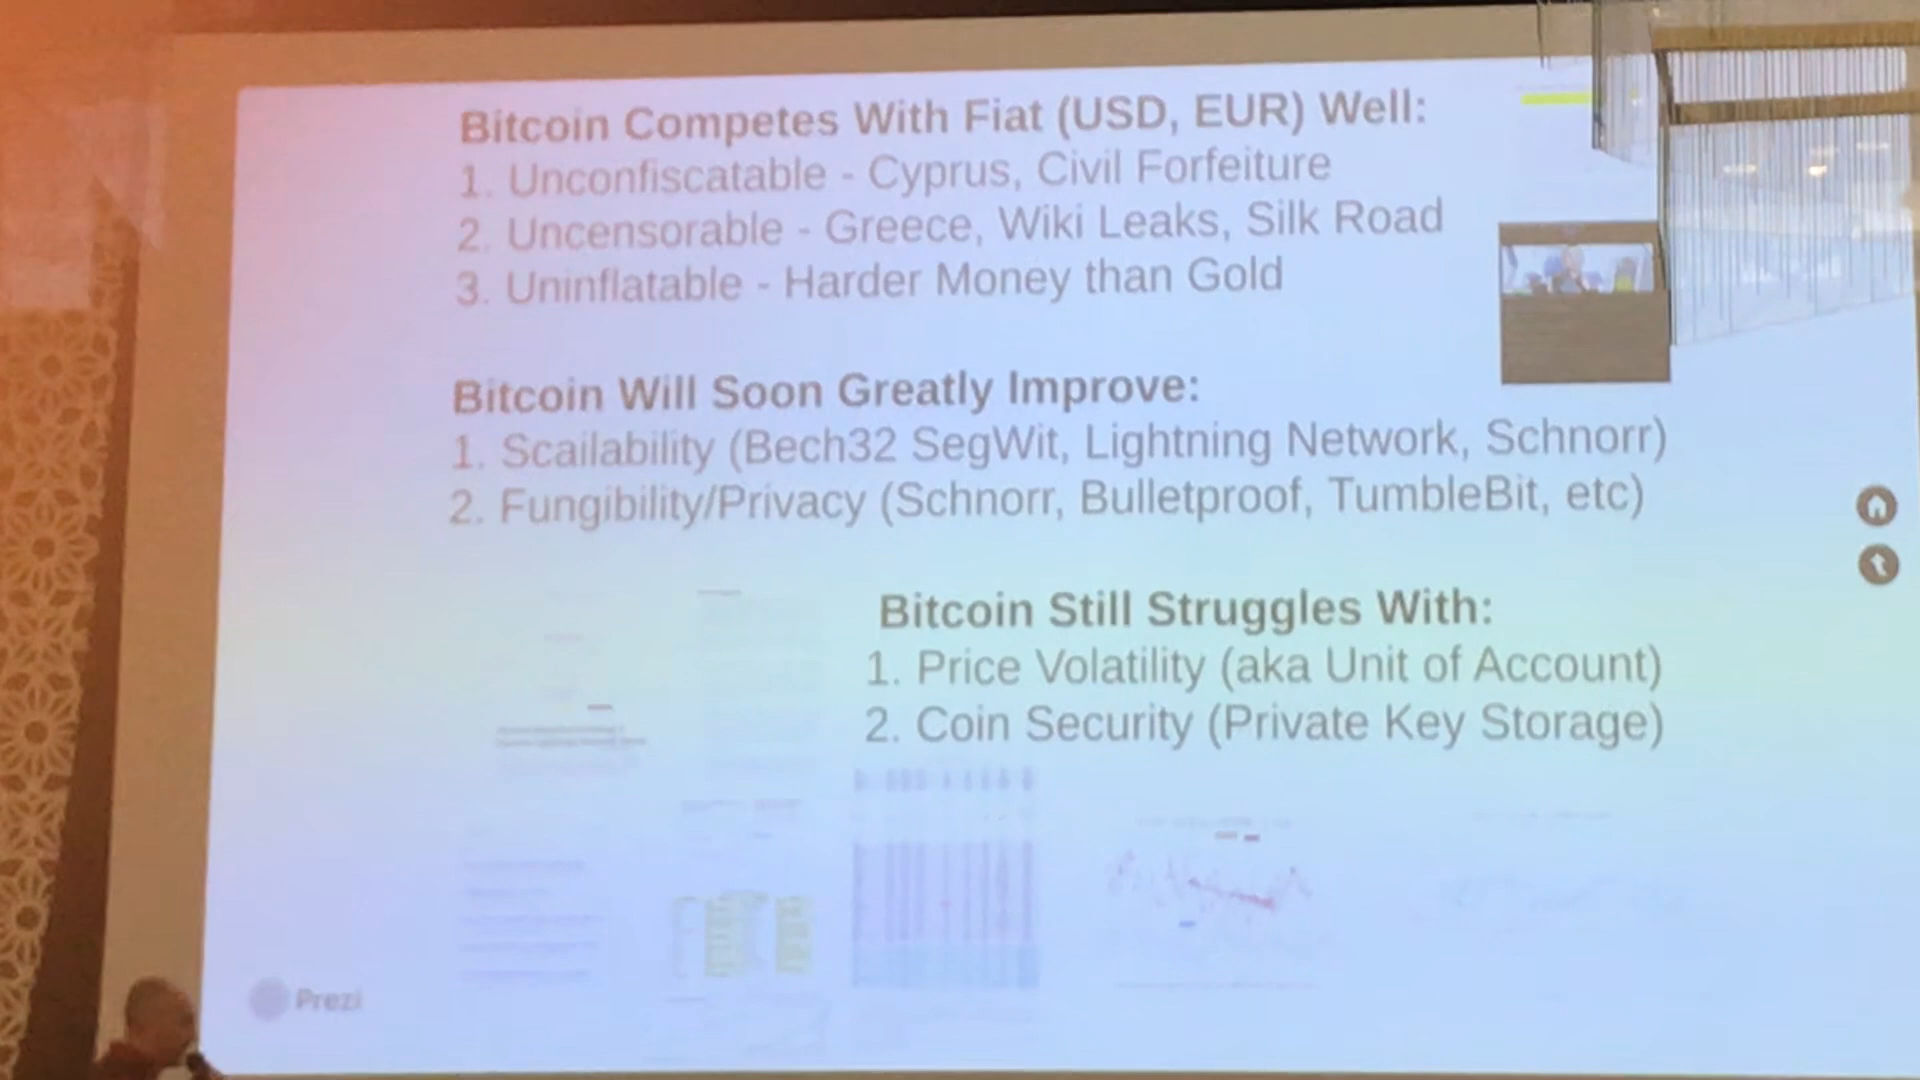 Bitcoin Competes With Fiat (USD, EUR) Well:
1. Unconfiscatable - Cyprus, Civil Forfeiture
2. Uncensorable - Greece, Wiki Leaks, Silk Road
3. Uninflatable - Harder Money than Gold
Bitcoin Will Soon Greatly Improve:
1. Scailability (Bech32 SegWit, Lightning Network, Schnorr)
2. Fungibility/Privacy (Schnorr, Bulletproof, TumbleBit, etc)
Bitcoin Still Struggles With:
1. Price Volatility (aka Unit of Account)
2. Coin Security (Private Key Storage)
Prezi